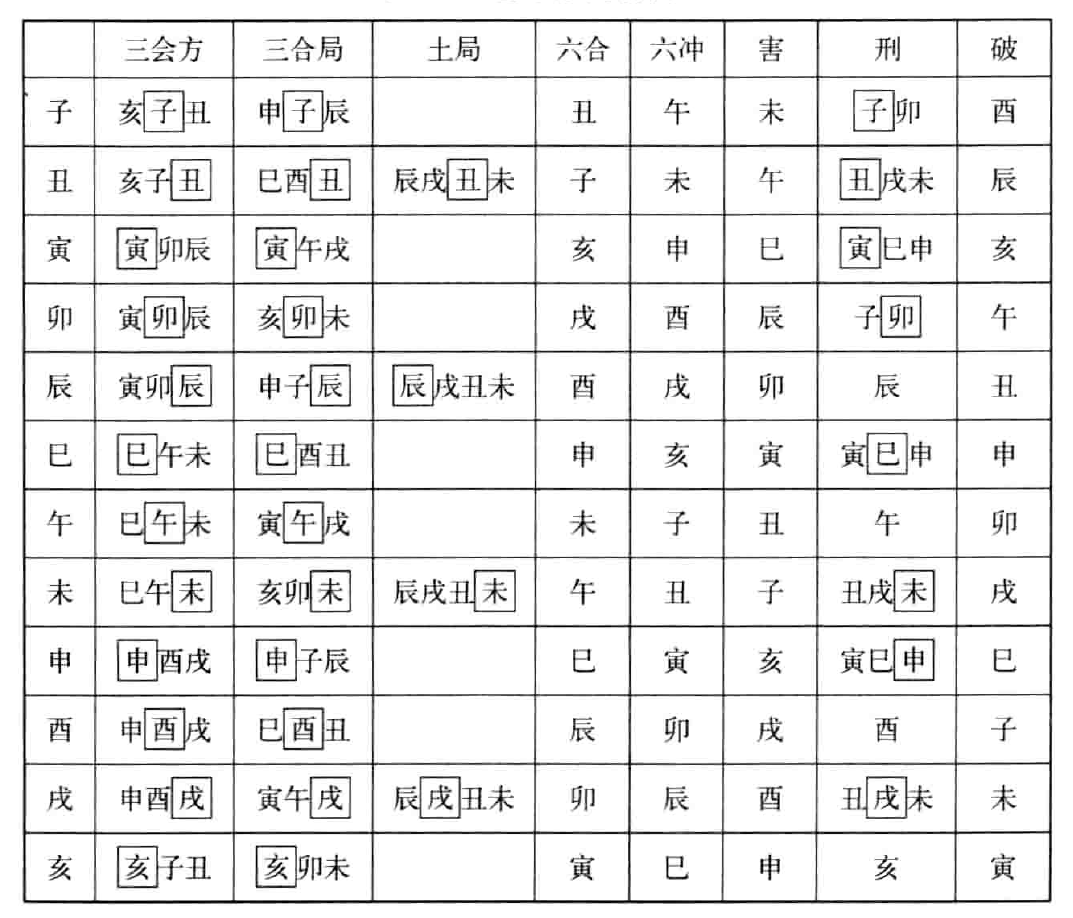 三会方 三合局 土局 六合 六冲 害 刑 破
子 亥子丑 申子辰 丑 午 未 子卯 酉
丑 亥子丑 巳酉丑 辰戌丑未 子 未 午 丑戌未 辰
寅 寅卯辰 寅午戌 亥 申 巳 寅巳申 亥
卯 寅卯辰 亥卯未 戌 酉 辰 子卯 午
辰 寅卯辰 申子辰 辰戌丑未 酉 戌 卯 辰 丑
巳 巳午未 巳酉丑 申 亥 寅 寅巳申 申
午 巳午未 寅午戌 未 子 丑 午 卯
未 巳午未 亥卯未 辰戌丑未 午 丑 子 丑戌未 戌
申 申酉戌 申子辰 巳 寅 亥 寅巳申 巳
酉 申酉戌 巳酉丑 辰 卯 戌 酉 子
戌 申酉戌 寅午戌 辰戌丑未 卯 辰 酉 丑戌未 未
亥 亥子丑 亥卯未 寅 巳 申 亥 寅